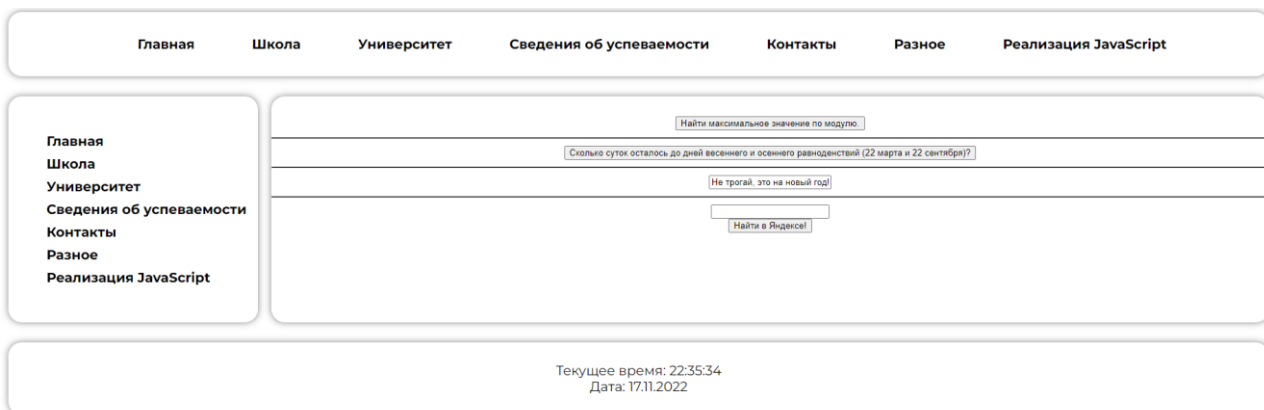 Главная Школа Университет Сведения об успеваемости Контакты Разное Реализация JavaScript
Главная
Школа
Университет
Сведения об успеваемости
Контакты
Разное
Реализация JavaScript
Найти максимальное значение по модулю.
Сколько суток осталось до дней весеннего и осеннего равноденствий (22 марта и 22 сентября)?
Не трогай, это на новый год!
Найти в Яндексе!
Текущее время: 22:35:34
Дата: 17.11.2022